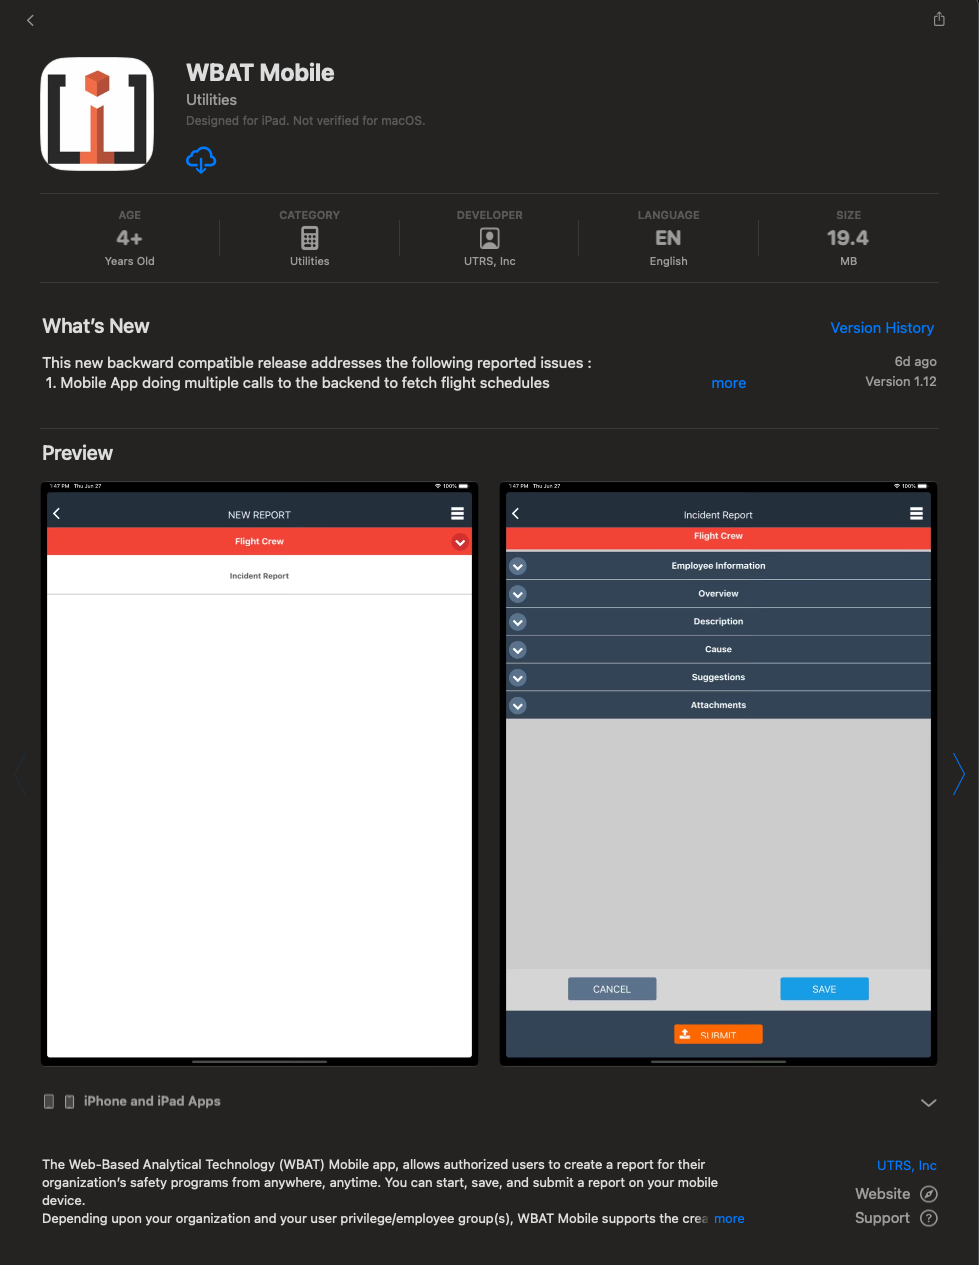 WBAT Mobile
Utilities
Designed for iPad. Not verified for macOS.
AGE
4+
Years Old
CATEGORY
Utilities
DEVELOPER
UTRS, Inc
LANGUAGE
EN
English
SIZE
19.4
MB
What's New
Version History
This new backward compatible release addresses the following reported issues :
1. Mobile App doing multiple calls to the backend to fetch flight schedules
more
6d ago
Version 1.12
Preview
1:47 PM Thu Jun 27
100%
NEW REPORT
Flight Crew
Incident Report
1:47 PM Thu Jun 27
100%
Incident Report
Flight Crew
Employee Information
Overview
Description
Cause
Suggestions
Attachments
CANCEL
SAVE
SUBMIT
iPhone and iPad Apps
The Web-Based Analytical Technology (WBAT) Mobile app, allows authorized users to create a report for their
organization's safety programs from anywhere, anytime. You can start, save, and submit a report on your mobile
device.
Depending upon your organization and your user privilege/employee group(s), WBAT Mobile supports the crea more
UTRS, Inc
Website
Support